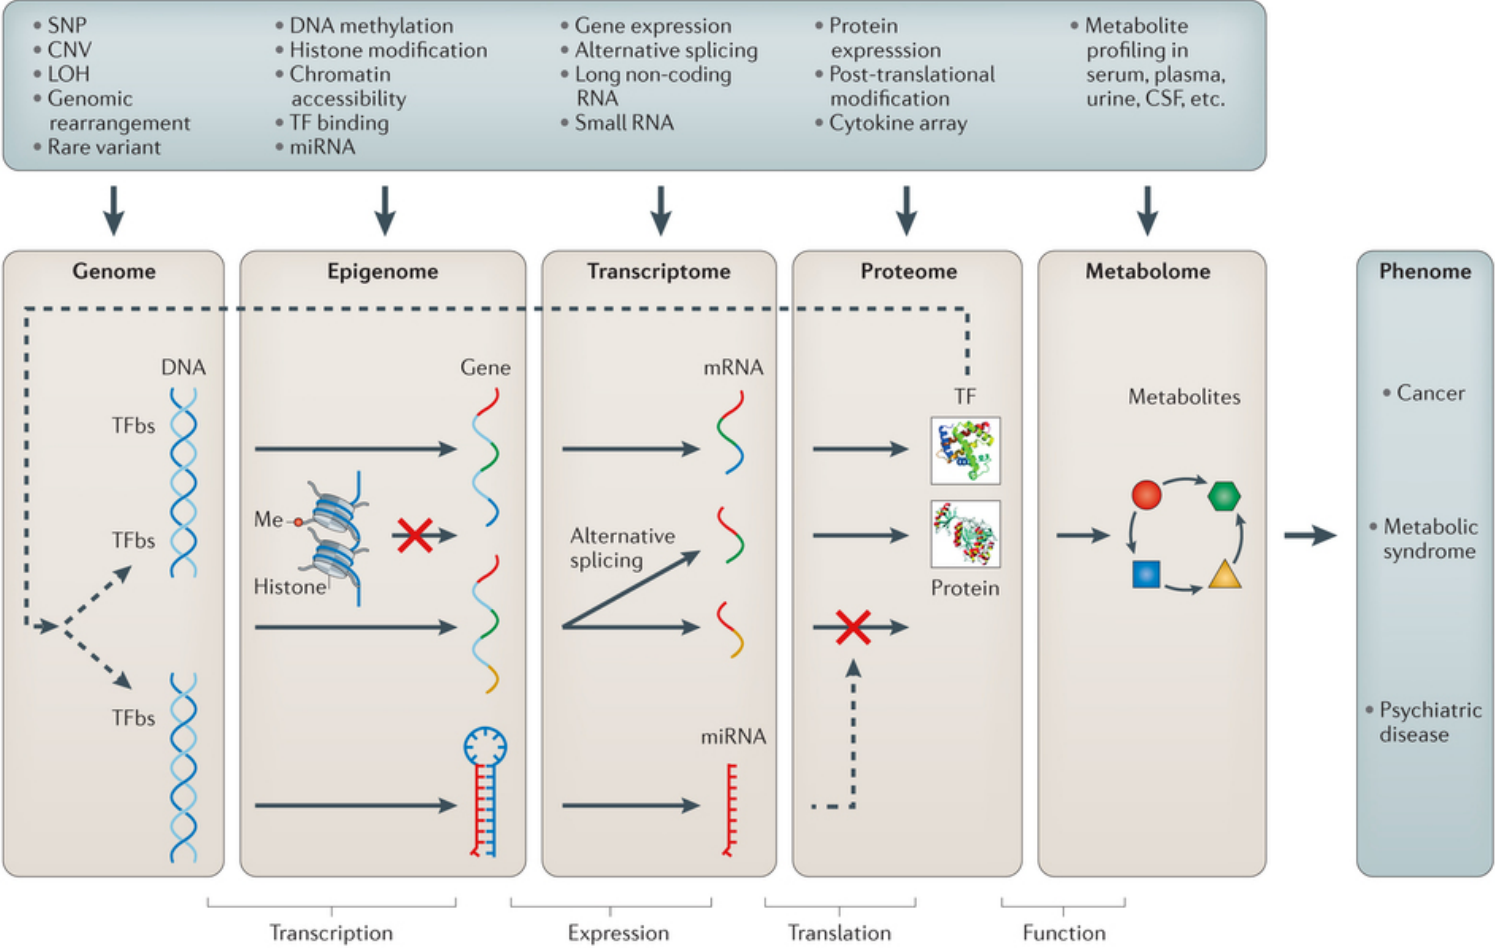 • SNP
• CNV
• LOH
• Genomic
rearrangement
• Rare variant
• DNA methylation
• Histone modification
• Chromatin
accessibility
• TF binding
• miRNA
• Gene expression
• Alternative splicing
• Long non-coding
RNA
• Small RNA
• Protein
expresssion
• Post-translational
modification
• Cytokine array
• Metabolite
profiling in
serum, plasma,
urine, CSF, etc.
Genome
DNA
TFbs
TFbs
TFbs
Epigenome
Gene
Me
Histone
Transcriptome
mRNA
Alternative
splicing
miRNA
Proteome
TF
Protein
Metabolome
Metabolites
Phenome
• Cancer
• Metabolic
syndrome
• Psychiatric
disease
Transcription
Expression
Translation
Function